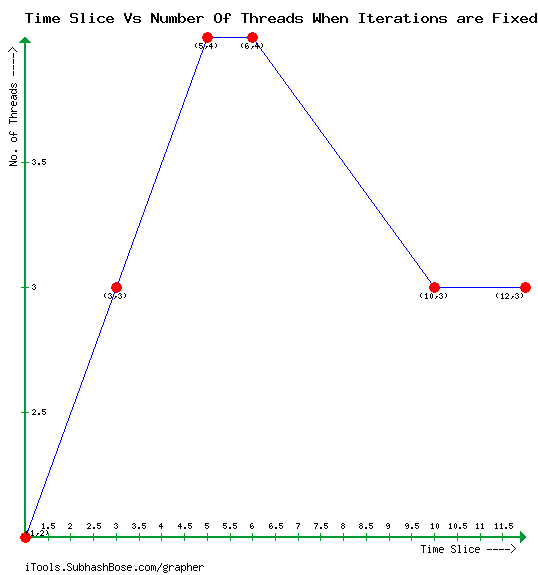 Time Slice Vs Number Of Threads When Iterations are Fixed
No. of Threads ---->
(5,4) (6,4)
3.5
3
(3,3) (10,3) (12,3)
2.5
(1,2)
1.5 2 2.5 3 3.5 4 4.5 5 5.5 6 6.5 7 7.5 8 8.5 9 9.5 10 10.5 11 11.5
Time Slice ---->
iTools.SubhashBose.com/grapher